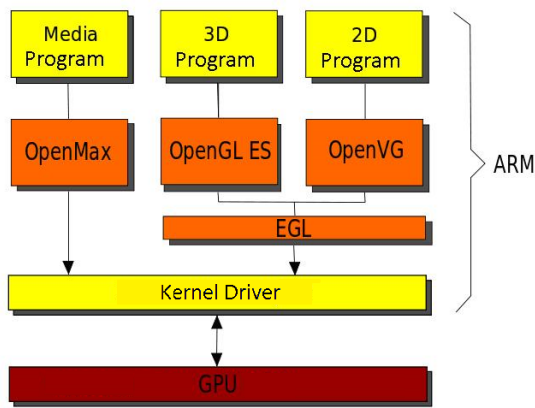 Media
Program
3D
Program
2D
Program
OpenMax
OpenGL ES
OpenVG
ARM
EGL
Kernel Driver
GPU